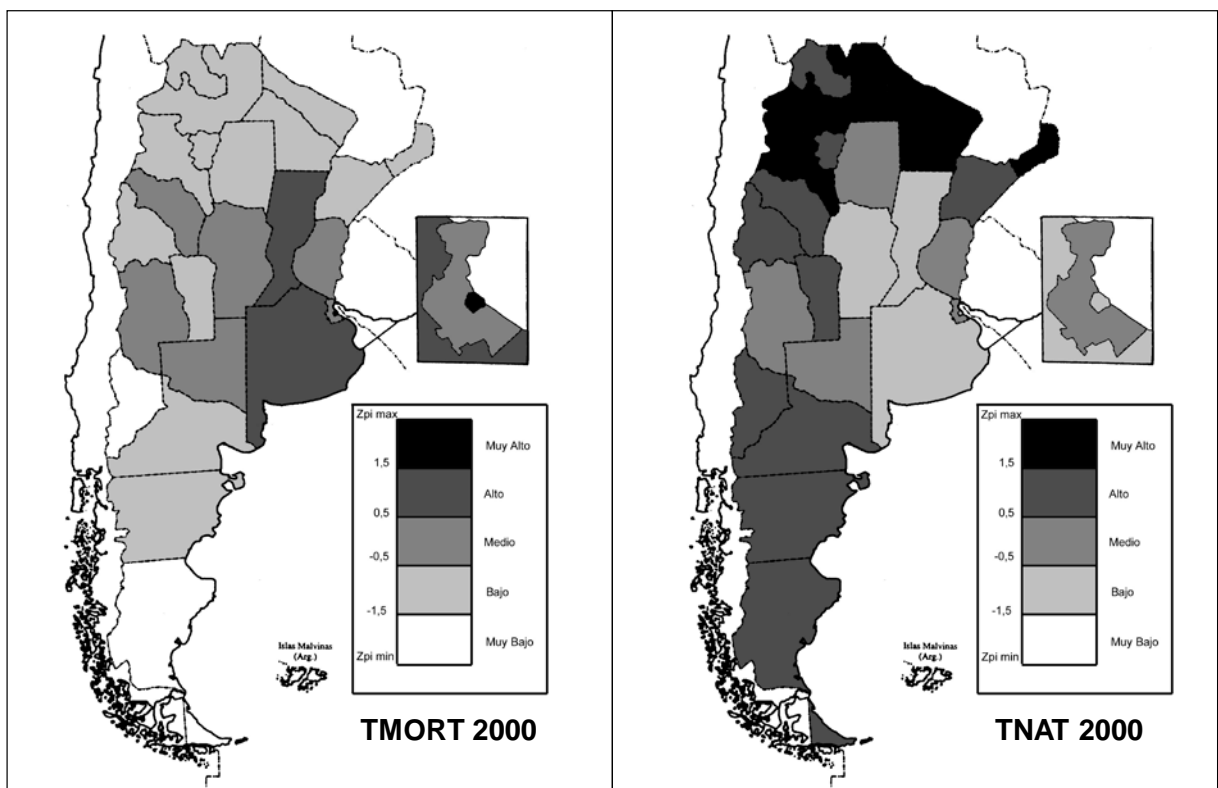 Zpi max
Muy Alto
1,5
Alto
0,5
Medio
-0,5
Bajo
-1,5
Muy Bajo
Zpi min
Islas Malvinas
(Arg.)
TMORT 2000
Zpi max
Muy Alto
1,5
Alto
0,5
Medio
-0,5
Bajo
-1,5
Muy Bajo
Zpi min
Islas Malvinas
(Arg.)
TNAT 2000